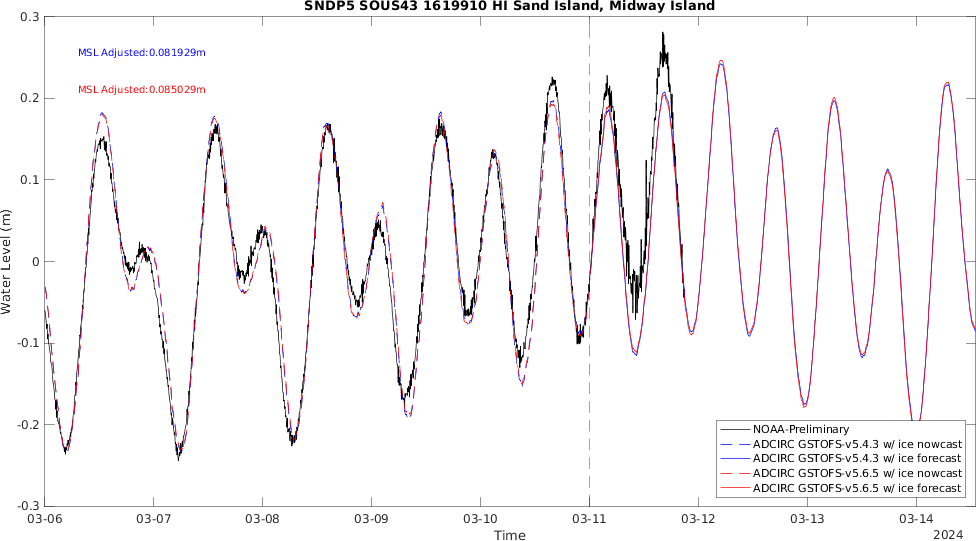 SNDP5 SOUS43 1619910 HI Sand Island, Midway Island
0.3
MSL Adjusted:0.081929m
MSL Adjusted:0.085029m
0.2
0.1
0
-0.1
-0.2
-0.3
Water Level (m)
NOAA-Preliminary
ADCIRC GSTOFS-v5.4.3 w/ ice nowcast
ADCIRC GSTOFS-v5.4.3 w/ ice forecast
ADCIRC GSTOFS-v5.6.5 w/ ice nowcast
ADCIRC GSTOFS-v5.6.5 w/ ice forecast
03-06 03-07 03-08 03-09 03-10 03-11 03-12 03-13 03-14
Time
2024